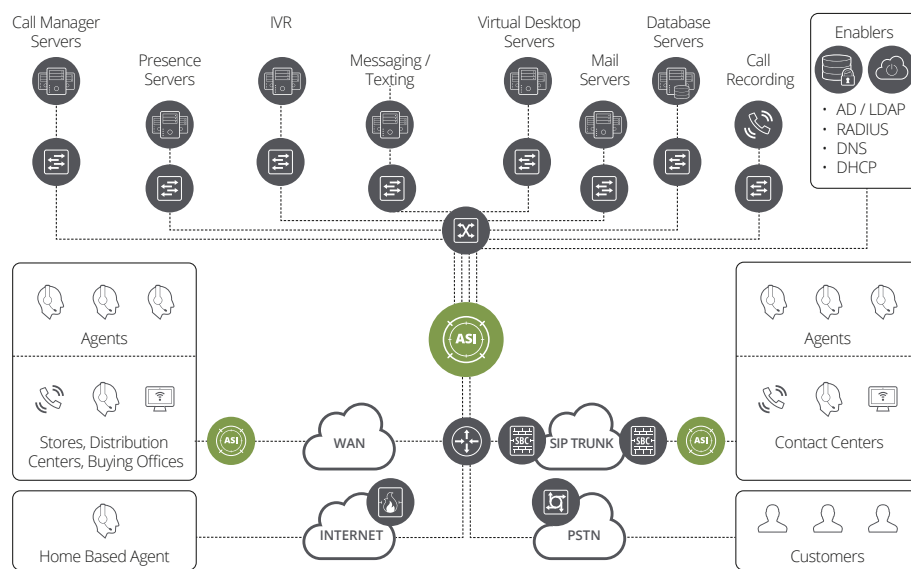 Call Manager
Servers
Presence
Servers
IVR
Messaging /
Texting
Virtual Desktop
Servers
Mail
Servers
Database
Servers
Call
Recording
Enablers
• AD / LDAP
• RADIUS
• DNS
• DHCP
Agents
Stores, Distribution
Centers, Buying Offices
Home Based Agent
ASI
ASI
WAN
INTERNET
SBC
SIP TRUNK
SBC
ASI
PSTN
Agents
Contact Centers
Customers